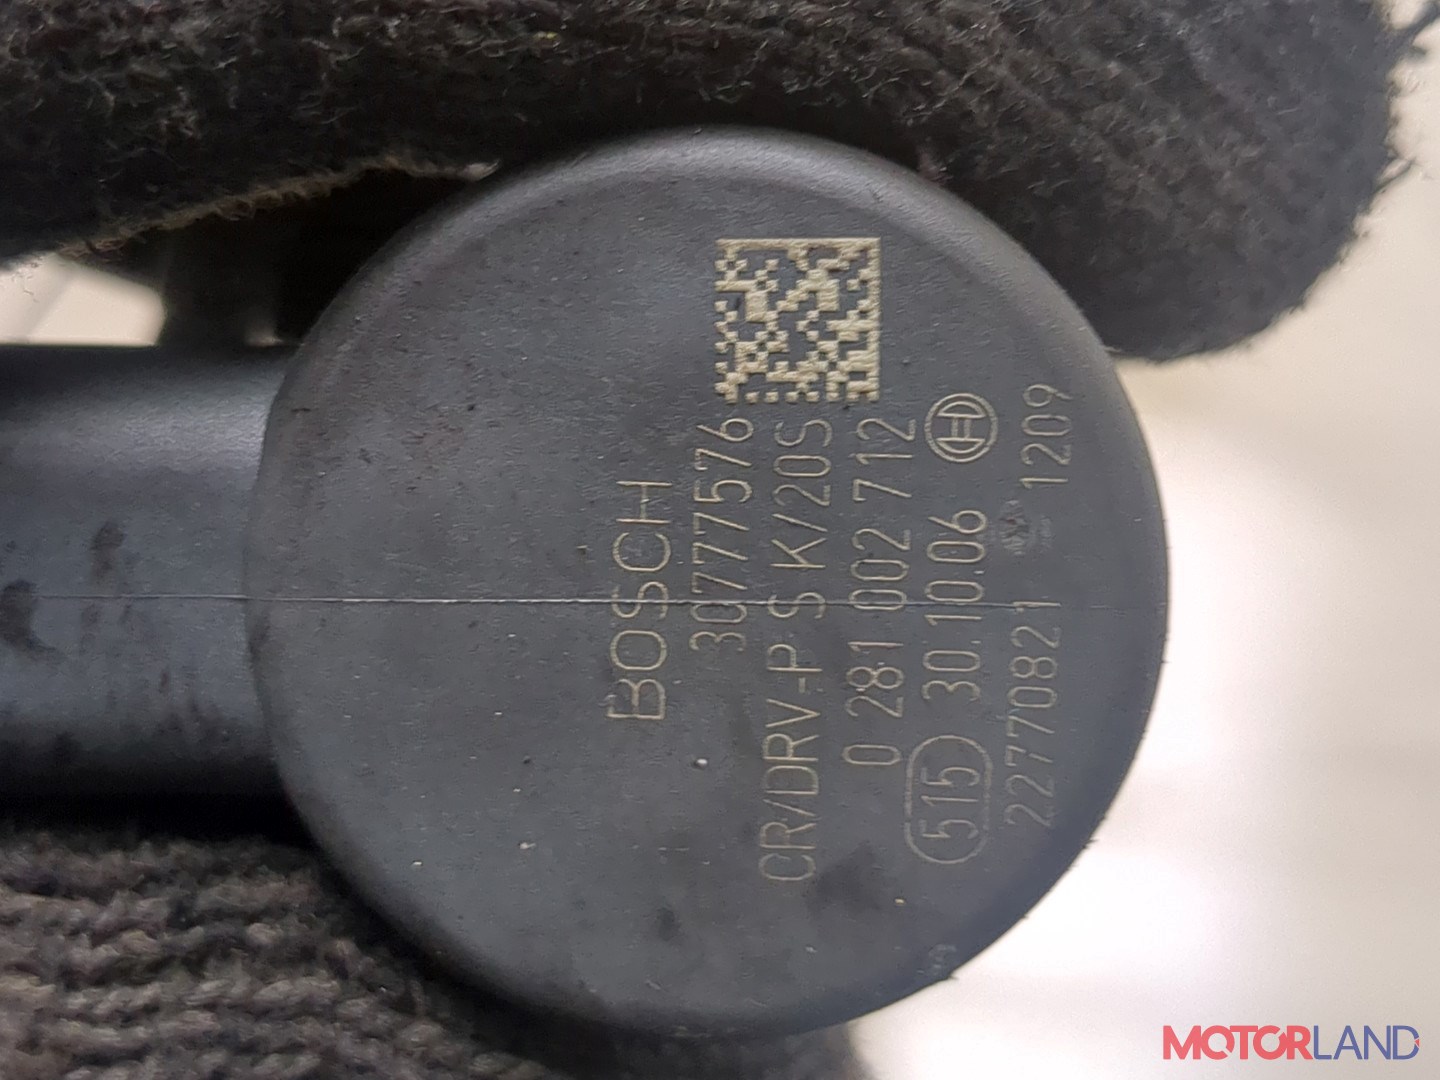 BOSCH
30777576
CR/DRV-P S K/20S
0 281 002 712
515 30.10.06
22770821 1209
MOTORLAND